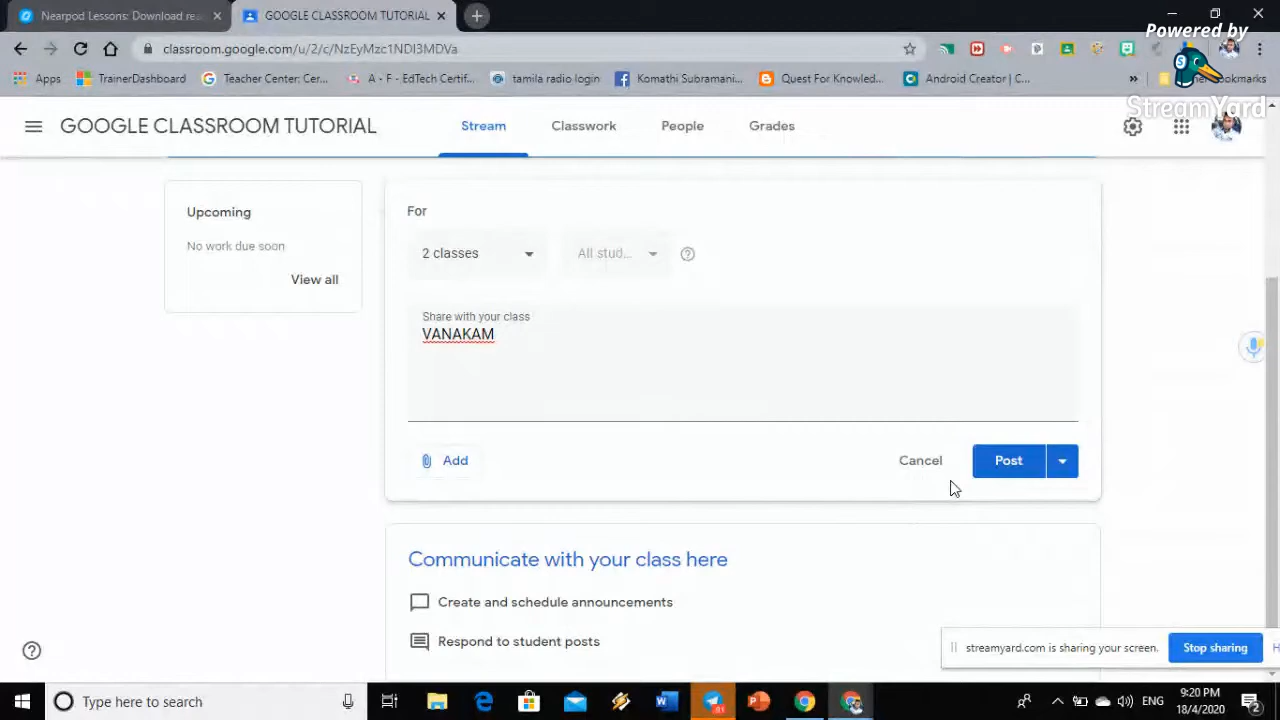 Nearpod Lessons: Download rea
GOOGLE CLASSROOM TUTORIAL
Powered by
classroom.google.com/u/2/c/NzEyMzc1NDI3MDVa
Apps
TrainerDashboard
Teacher Center: Cer...
A - F - EdTech Certif...
tamila radio login
Komathi Subramani...
Quest For Knowled...
Android Creator | C...
»
ookmarks
StreamYard
GOOGLE CLASSROOM TUTORIAL
Stream
Classwork
People
Grades
Upcoming
No work due soon
View all
For
2 classes
All stud...
Share with your class
VANAKAM
Add
Cancel
Post
Communicate with your class here
Create and schedule announcements
Respond to student posts
streamyard.com is sharing your screen.
Stop sharing
H
Type here to search
ENG
9:20 PM
18/4/2020
2